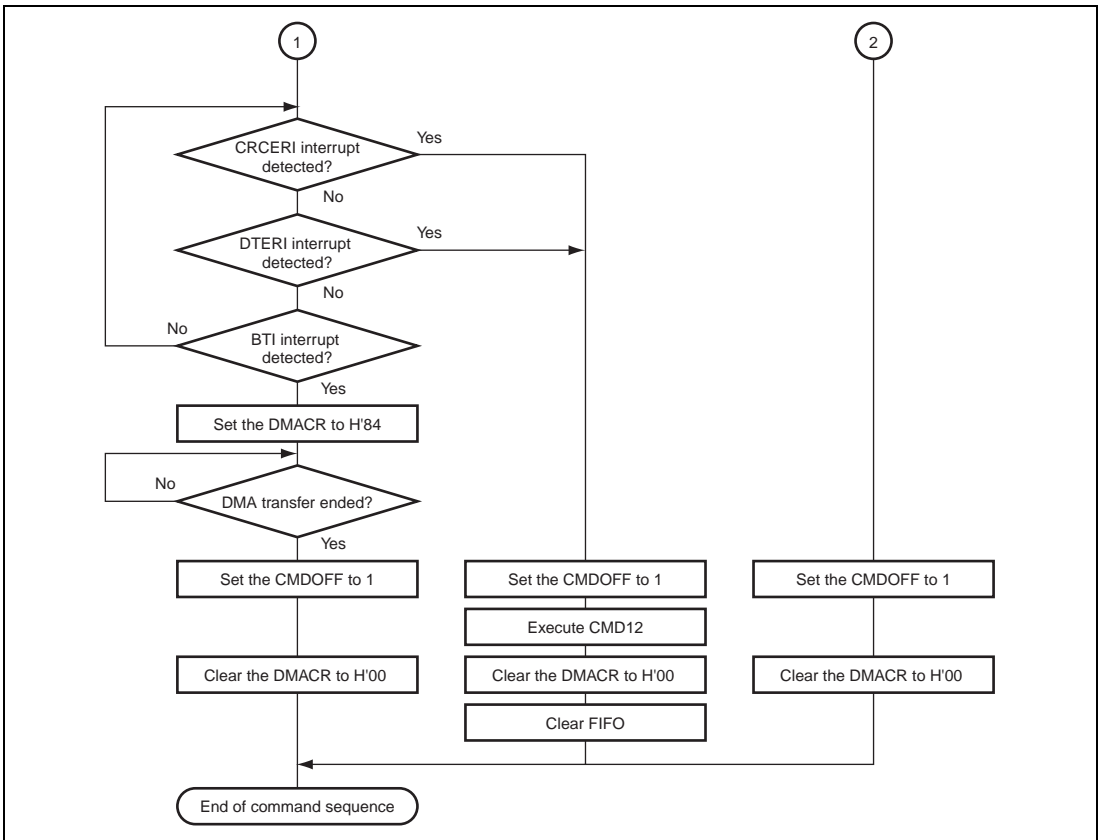 1
2
CRCERI interrupt
detected?
Yes
No
DTERI interrupt
detected?
Yes
No
BTI interrupt
detected?
No
Yes
Set the DMACR to H'84
DMA transfer ended?
No
Yes
Set the CMDOFF to 1
Set the CMDOFF to 1
Set the CMDOFF to 1
Execute CMD12
Clear the DMACR to H'00
Clear the DMACR to H'00
Clear the DMACR to H'00
Clear FIFO
End of command sequence